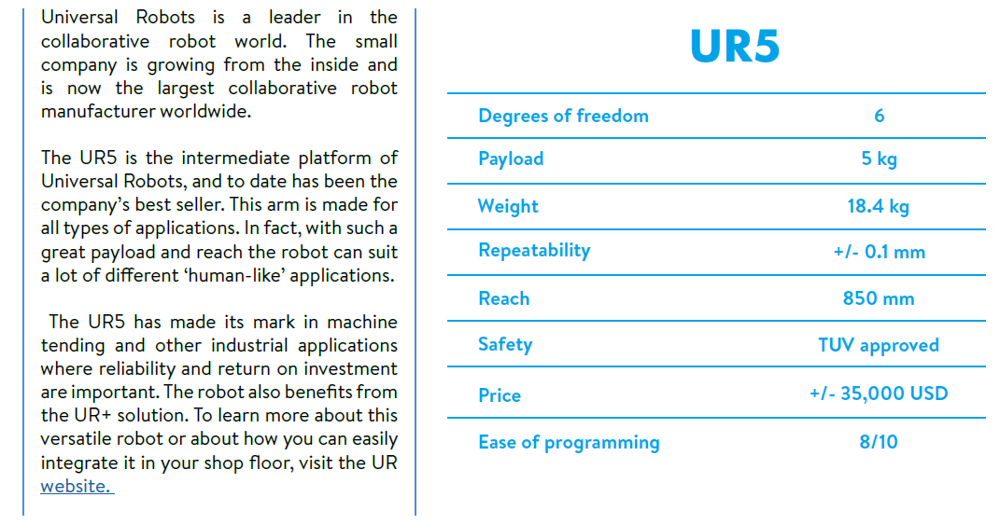 Universal Robots is a leader in the
collaborative robot world. The small
company is growing from the inside and
is now the largest collaborative robot
manufacturer worldwide.
The UR5 is the intermediate platform of
Universal Robots, and to date has been the
company’s best seller. This arm is made for
all types of applications. In fact, with such a
great payload and reach the robot can suit
a lot of different ‘human-like’ applications.
The UR5 has made its mark in machine
tending and other industrial applications
where reliability and return on investment
are important. The robot also benefits from
the UR+ solution. To learn more about this
versatile robot or about how you can easily
integrate it in your shop floor, visit the UR
website.
UR5
Degrees of freedom 6
Payload 5 kg
Weight 18.4 kg
Repeatability +/- 0.1 mm
Reach 850 mm
Safety TUV approved
Price +/- 35,000 USD
Ease of programming 8/10